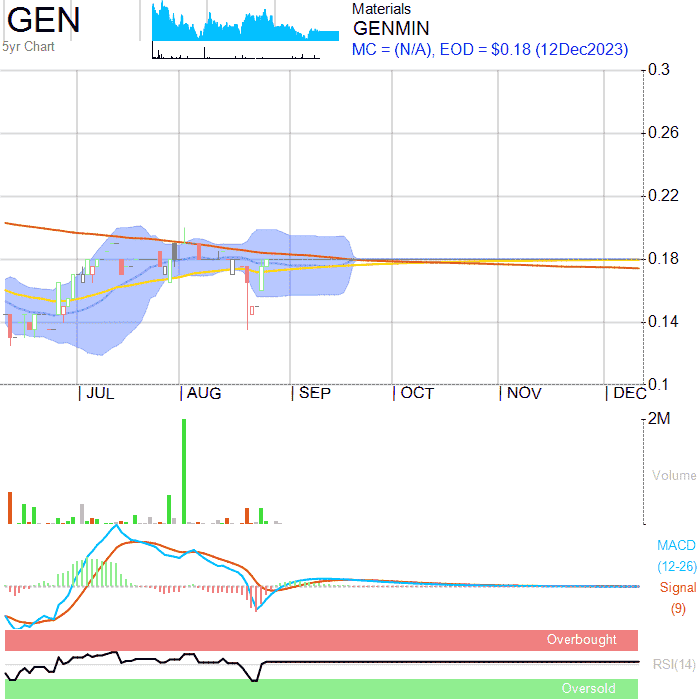 GEN
5yr Chart
Materials
GENMIN
MC = (N/A), EOD = $0.18 (12Dec2023)
0.3
0.26
0.22
0.18
0.14
0.1
JUL
AUG
SEP
OCT
NOV
DEC
2M
Volume
MACD
(12-26)
Signal
(9)
Overbought
RSI(14)
Oversold